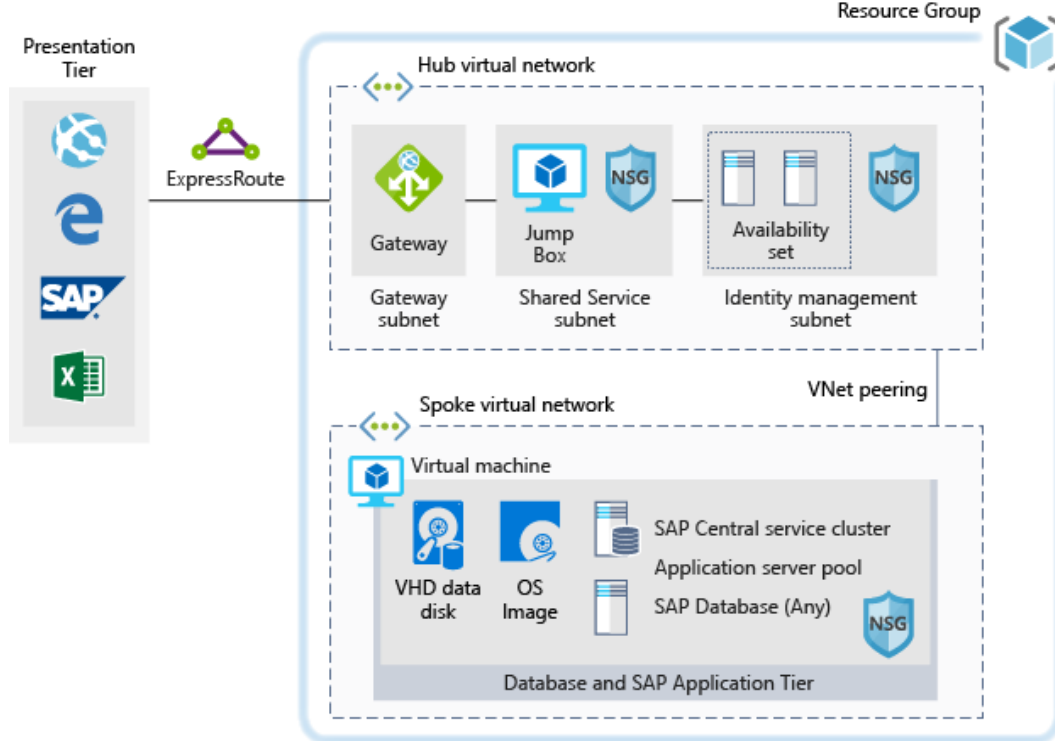 Resource Group
Presentation
Tier
Hub virtual network
ExpressRoute
NSG
NSG
Gateway
Jump
Box
Availability
set
Gateway
subnet
Shared Service
subnet
Identity management
subnet
SAP
X
VNet peering
Spoke virtual network
Virtual machine
SAP Central service cluster
Application server pool
SAP Database (Any)
VHD data
disk
OS
Image
NSG
Database and SAP Application Tier